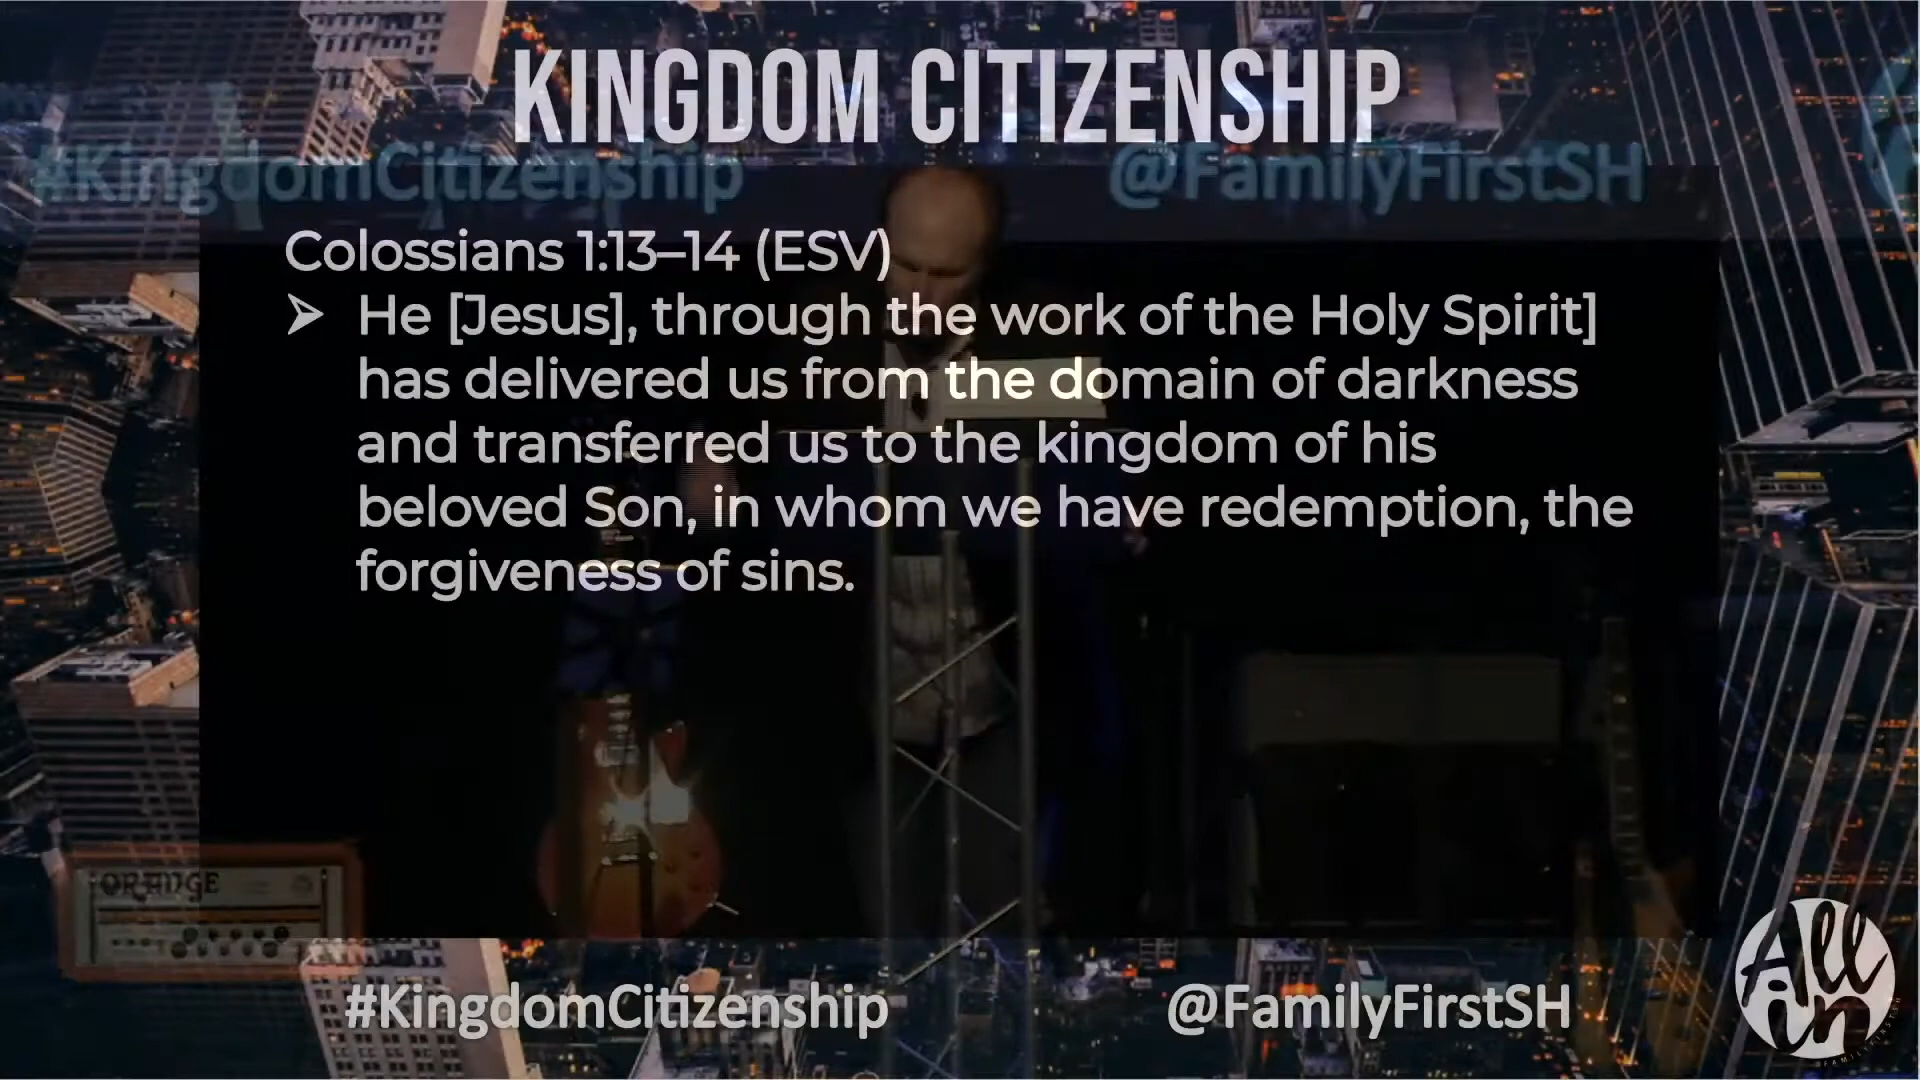 KINGDOM CITIZENSHIP
#KingdomCitizenship @FamilyFirstSH
Colossians 1:13–14 (ESV)
➢ He [Jesus], through the work of the Holy Spirit]
has delivered us from the domain of darkness
and transferred us to the kingdom of his
beloved Son, in whom we have redemption, the
forgiveness of sins.
ORANGE
#KingdomCitizenship @FamilyFirstSH
All
in